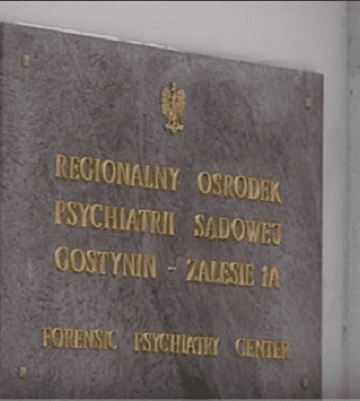 REGIONALNY OSRODEK
PSYCHIATRII SADOWEJ
GOSTYNIN - ZALESIE 1A
FORENSIC PSYCHIATRY CENTER